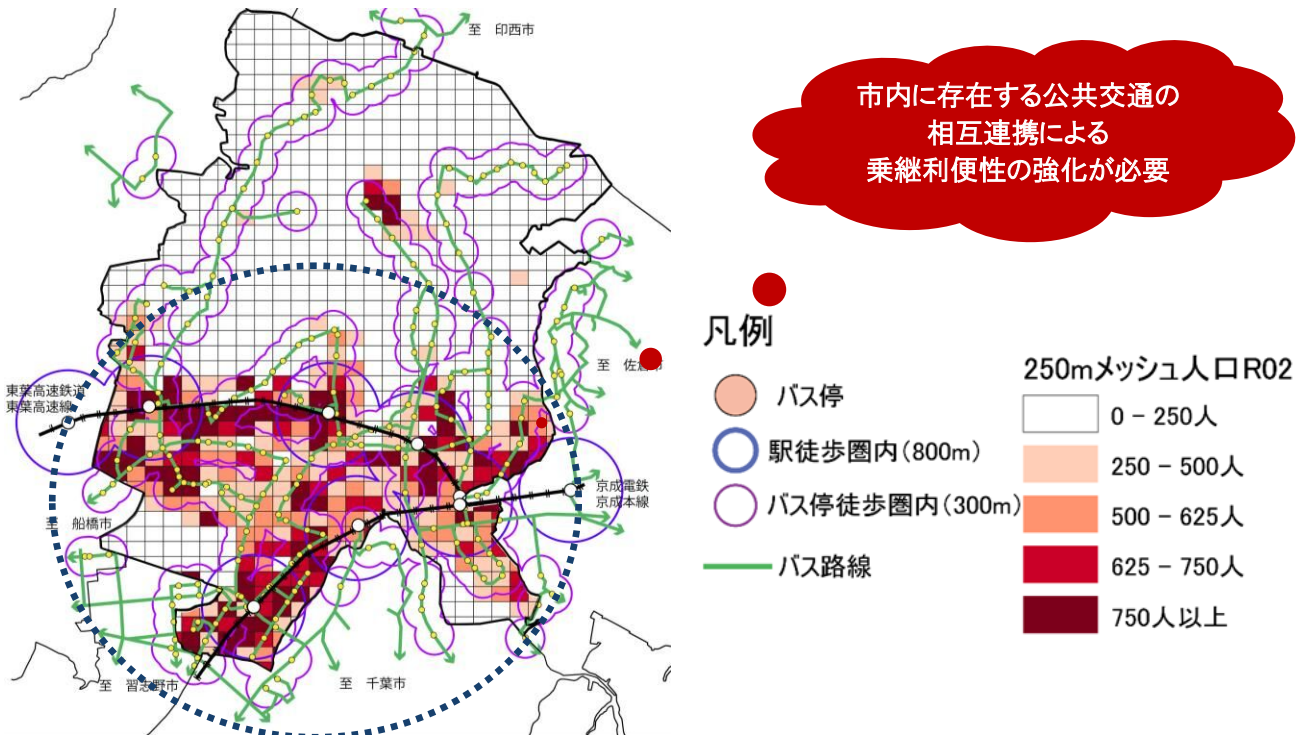 至 印西市
市内に存在する公共交通の
相互連携による
乗継利便性の強化が必要
至 佐倉市
東葉高速鉄道
東葉高速線
京成電鉄
京成本線
至 船橋市
至 習志野市
至 千葉市
凡例
バス停
駅徒歩圏内(800m)
バス停徒歩圏内(300m)
バス路線
250mメッシュ人口R02
0 - 250人
250 - 500人
500 - 625人
625 - 750人
750人以上